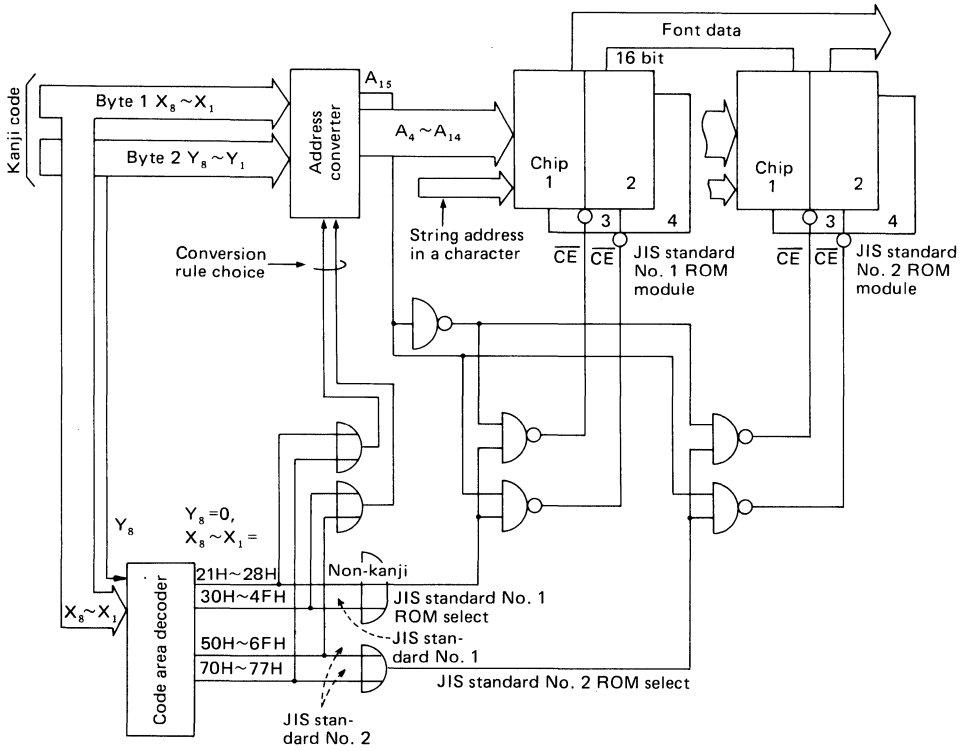 Font data
16 bit
A15
Kanji code
Byte 1 X8~X1
Byte 2 Y8~Y1
Address
converter
A4~A14
Chip
1
2
3
4
Chip
1
2
3
4
String address
in a character
CE
CE
JIS standard
No. 1 ROM
module
CE
CE
JIS standard
No. 2 ROM
module
Conversion
rule choice
Y8
Y8=0,
X8~X1=
X8~X1
Code area decoder
21H~28H
Non-kanji
30H~4FH
JIS standard No. 1
ROM select
JIS stan-
dard No. 1
50H~6FH
70H~77H
JIS standard No. 2 ROM select
JIS stan-
dard No. 2